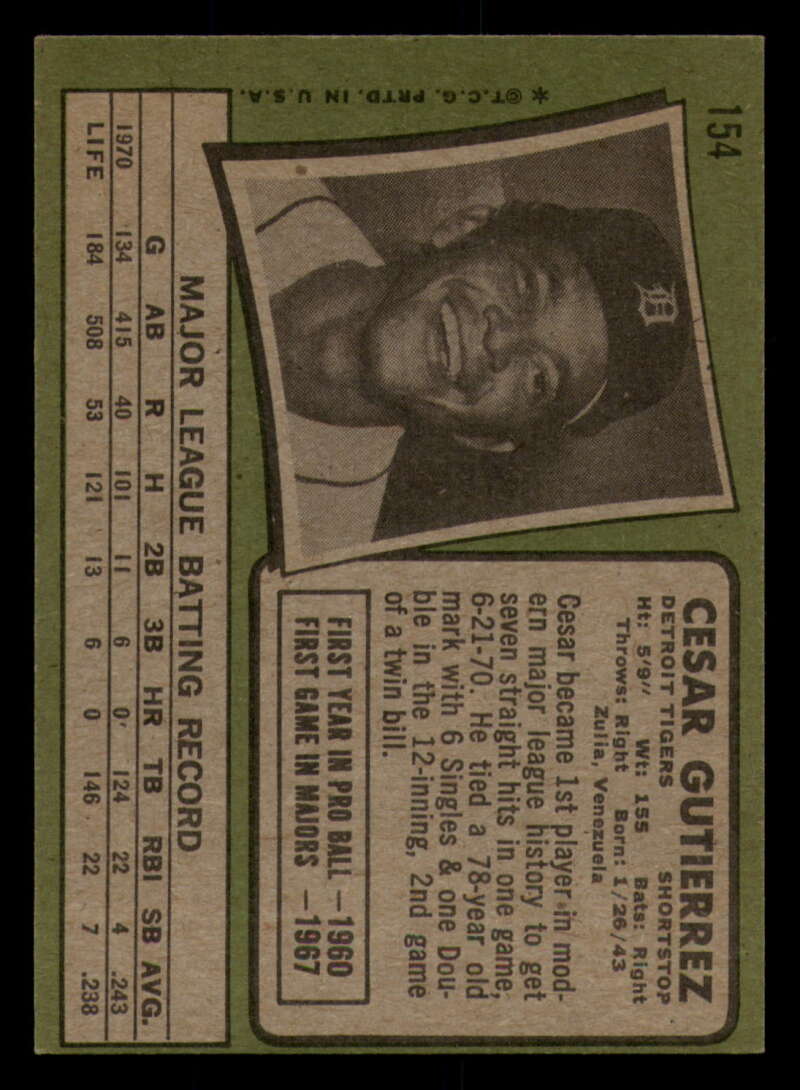 154
*©T.C.G. PRTD. IN U.S.A.
D
CESAR GUTIERREZ
DETROIT TIGERS SHORTSTOP
Ht: 5'9" Wt: 155 Bats: Right
Throws: Right Born: 1/26/43
Zulia, Venezuela
Cesar became 1st player in mod-
ern major league history to get
seven straight hits in one game,
6-21-70. He tied a 78-year old
mark with 6 Singles & one Dou-
ble in the 12-inning, 2nd game
of a twin bill.
FIRST YEAR IN PRO BALL —1960
FIRST GAME IN MAJORS —1967
MAJOR LEAGUE BATTING RECORD
G AB R H 2B 3B HR TB RBI SB AVG.
1970 134 415 40 101 11 6 0 124 22 4 .243
LIFE 184 508 53 121 13 6 0 146 22 7 .238